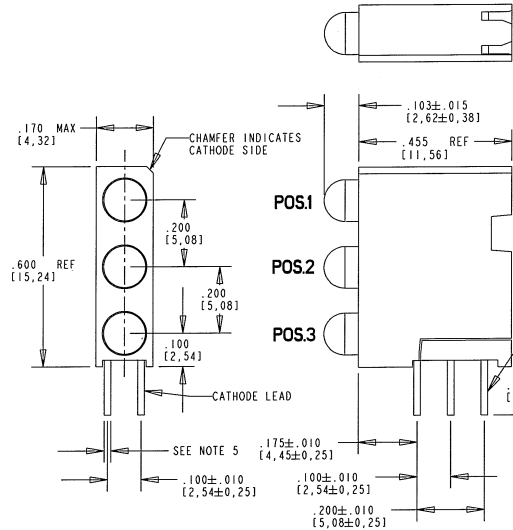 .103±.015
[2,62±0,38]
.170 MAX
[4,32]
CHAMFER INDICATES
CATHODE SIDE
.455 REF
[11,56]
POS.1
.200
[5,08]
.600 REF
[15,24]
POS.2
.200
[5,08]
POS.3
.100
[2,54]
CATHODE LEAD
[
SEE NOTE 5
.175±.010
[4,45±0,25]
.100±.010
[2,54±0,25]
.100±.010
[2,54±0,25]
.200±.010
[5,08±0,25]